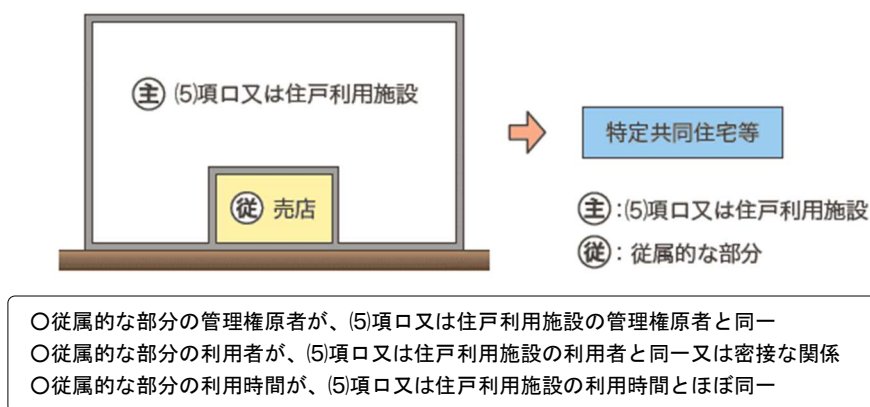 主 (5)項ロ又は住戸利用施設
従 売店
特定共同住宅等
主:(5)項ロ又は住戸利用施設
従:従属的な部分
〇従属的な部分の管理権原者が、⑸項ロ又は住戸利用施設の管理権原者と同一
〇従属的な部分の利用者が、⑸項ロ又は住戸利用施設の利用者と同一又は密接な関係
〇従属的な部分の利用時間が、⑸項ロ又は住戸利用施設の利用時間とほぼ同一